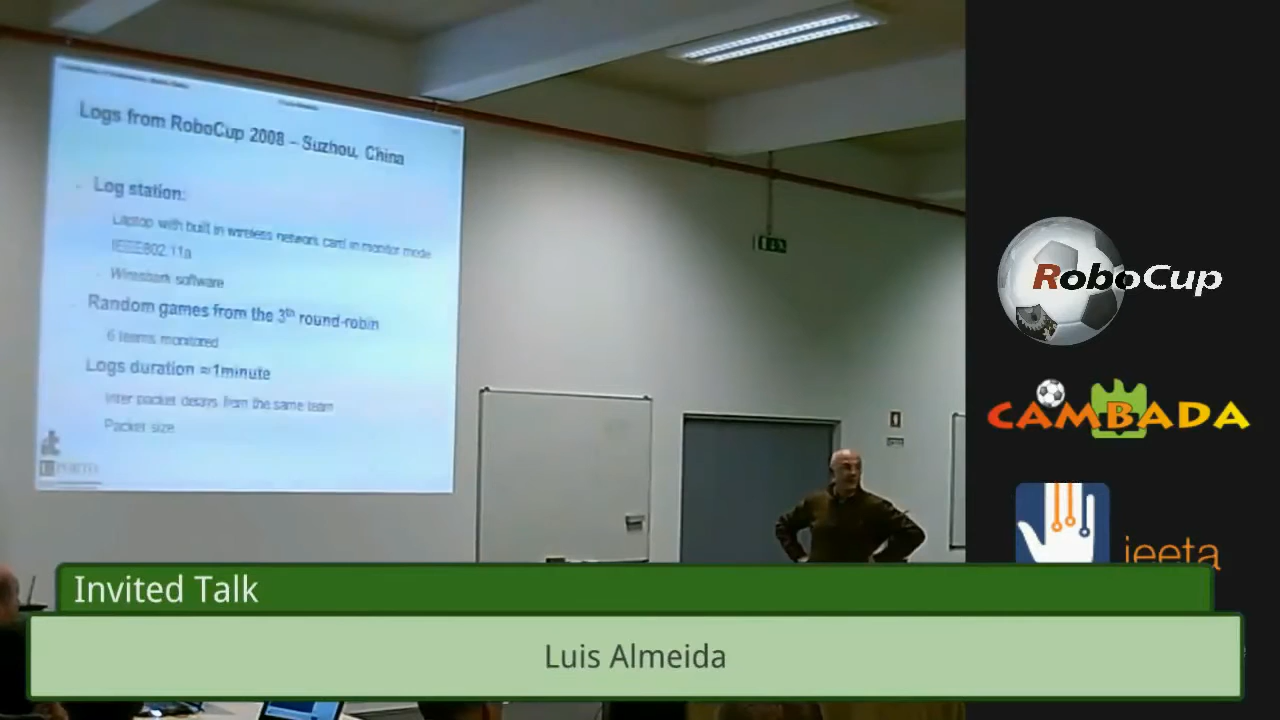 Logs from RoboCup 2008 – Suzhou, China
Log station:
Laptop with built in wireless network card in monitor mode
IEEE802.11a
Wireshark software
Random games from the 3th round-robin
6 teams monitored
Logs duration ≈1minute
Inter packet delays from the same team
Packet size
PORTO
RoboCup
CAMBADA
ieeta
Invited Talk
Luis Almeida